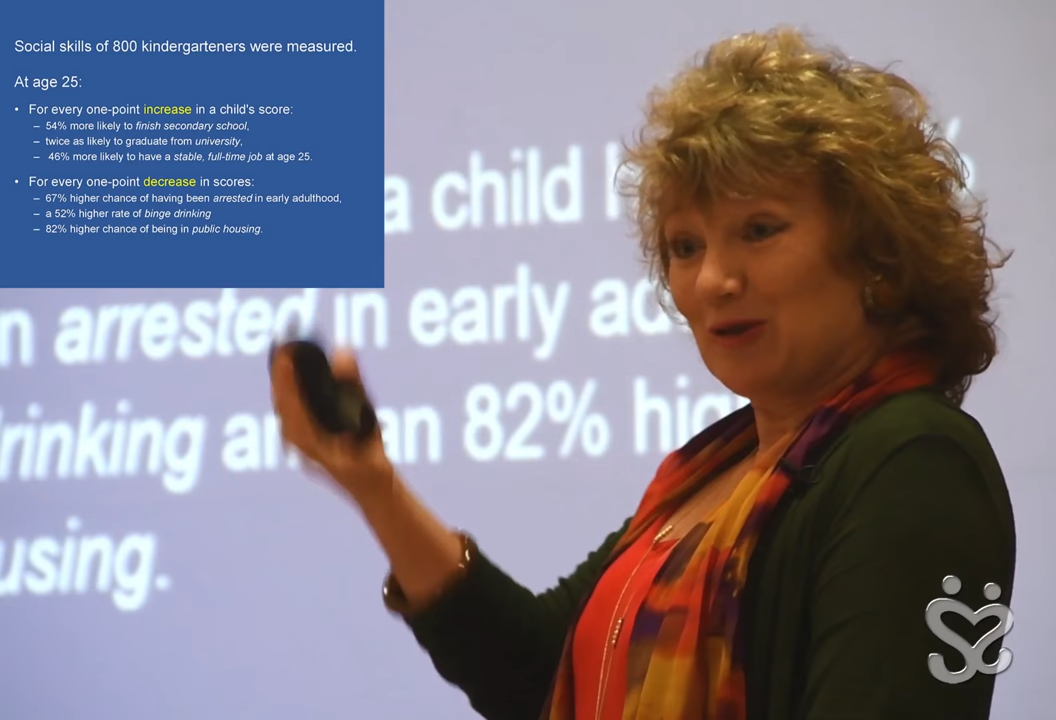 Social skills of 800 kindergarteners were measured.
At age 25:
• For every one-point increase in a child's score:
– 54% more likely to finish secondary school,
– twice as likely to graduate from university,
– 46% more likely to have a stable, full-time job at age 25.
• For every one-point decrease in scores:
– 67% higher chance of having been arrested in early adulthood,
– a 52% higher rate of binge drinking
– 82% higher chance of being in public housing.
a child
arrested in early
an 82%